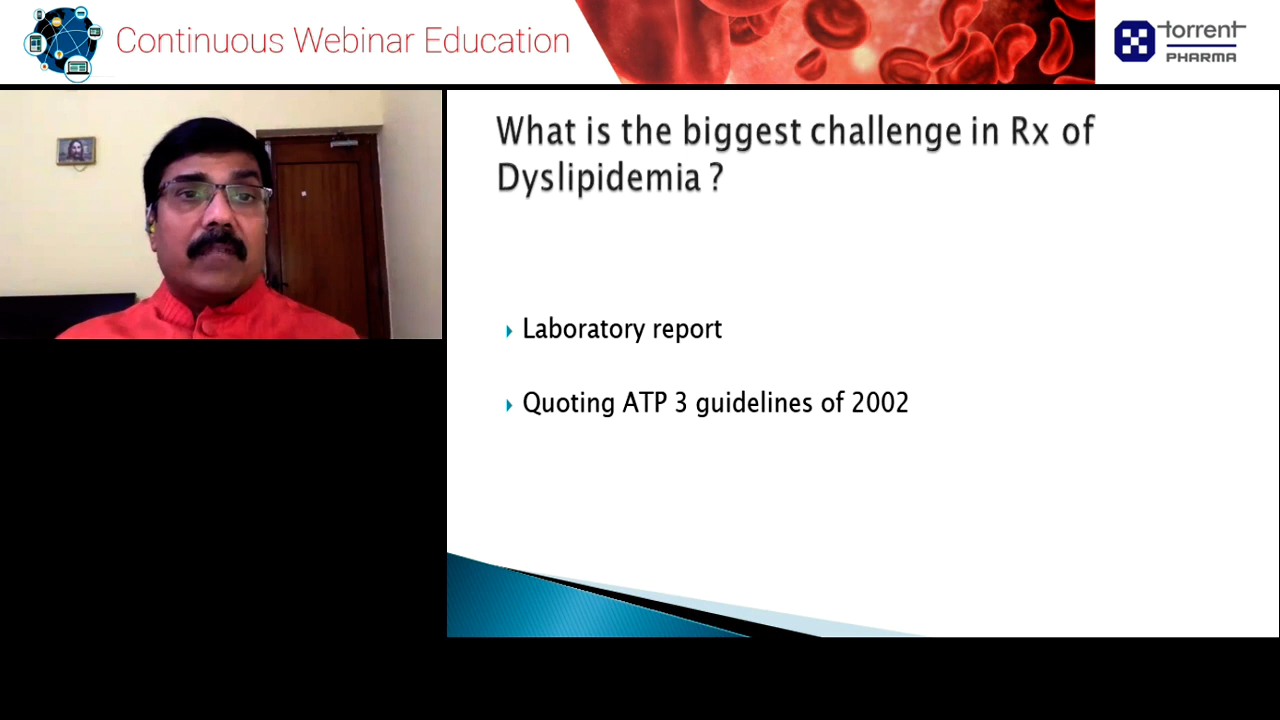 Continuous Webinar Education
torrent
PHARMA
What is the biggest challenge in Rx of
Dyslipidemia ?
Laboratory report
Quoting ATP 3 guidelines of 2002